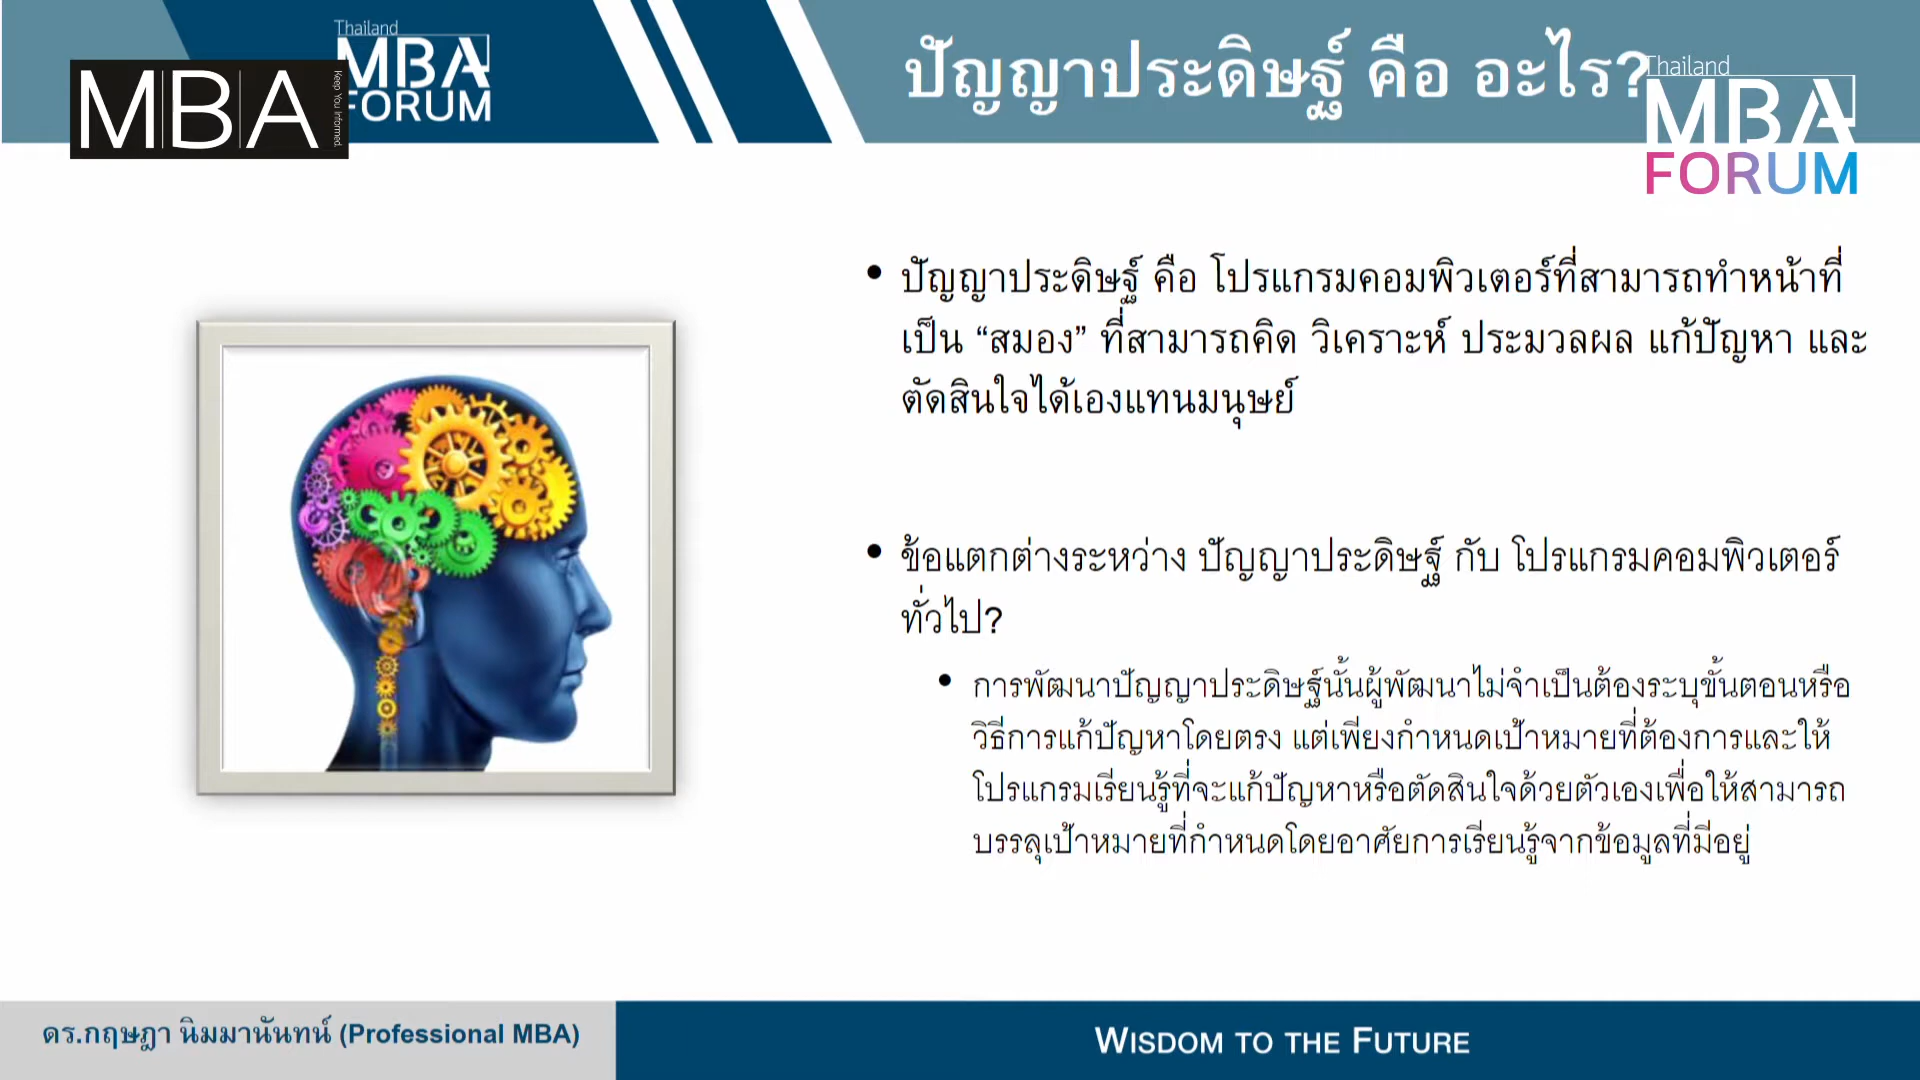 Thailand
MBA
FORUM
MBA
Keep You Informed.
ปัญญาประดิษฐ์ คือ อะไร?
Thailand
MBA
FORUM
• ปัญญาประดิษฐ์ คือ โปรแกรมคอมพิวเตอร์ที่สามารถทำหน้าที่
เป็น “สมอง” ที่สามารถคิด วิเคราะห์ ประมวลผล แก้ปัญหา และ
ตัดสินใจได้เองแทนมนุษย์
• ข้อแตกต่างระหว่าง ปัญญาประดิษฐ์ กับ โปรแกรมคอมพิวเตอร์
ทั่วไป?
• การพัฒนาปัญญาประดิษฐ์นั้นผู้พัฒนาไม่จำเป็นต้องระบุขั้นตอนหรือ
วิธีการแก้ปัญหาโดยตรง แต่เพียงกำหนดเป้าหมายที่ต้องการและให้
โปรแกรมเรียนรู้ที่จะแก้ปัญหาหรือตัดสินใจด้วยตัวเองเพื่อให้สามารถ
บรรลุเป้าหมายที่กำหนดโดยอาศัยการเรียนรู้จากข้อมูลที่มีอยู่
ดร.กฤษฎา นิมมานันทน์ (Professional MBA)
WISDOM TO THE FUTURE